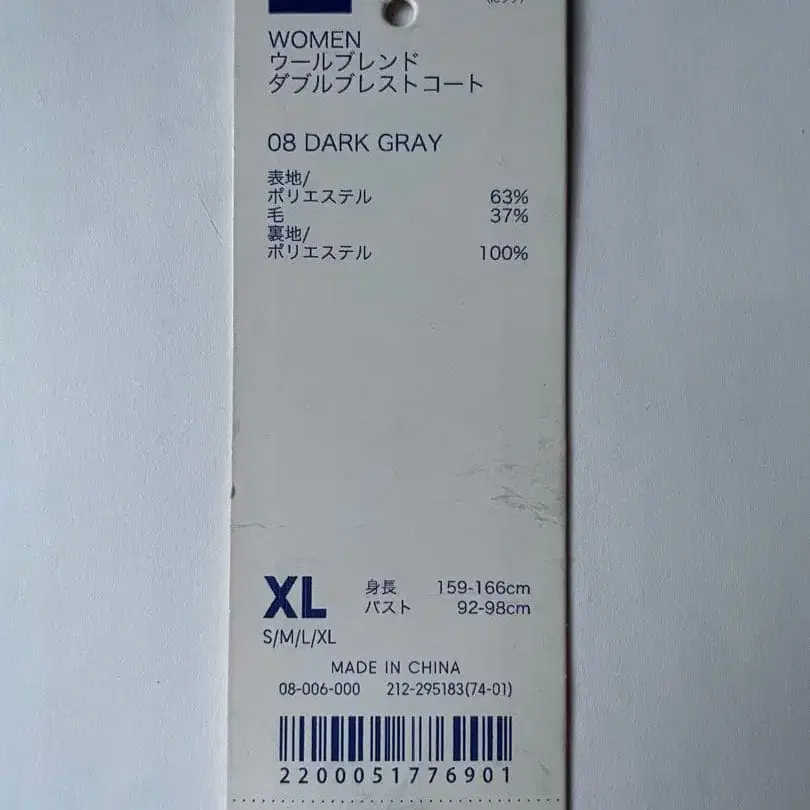 WOMEN
ウールブレンド
ダブルブレストコート
08 DARK GRAY
表地/
ポリエステル 63%
毛 37%
裏地/
ポリエステル 100%
XL 身長 159-166cm
バスト 92-98cm
S/M/L/XL
MADE IN CHINA
08-006-000 212-295183(74-01)
2200051776901